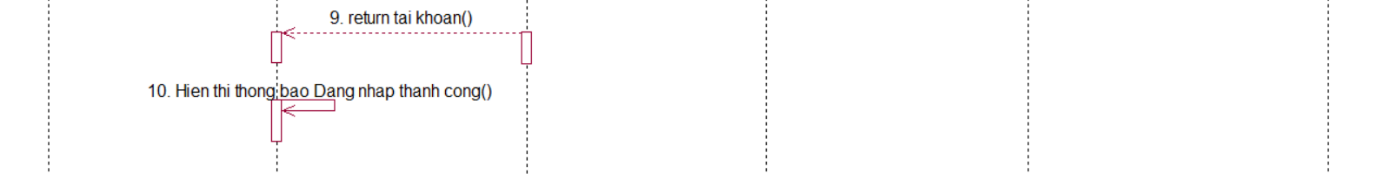 9. return tai khoan()
10. Hien thi thong bao Dang nhap thanh cong()